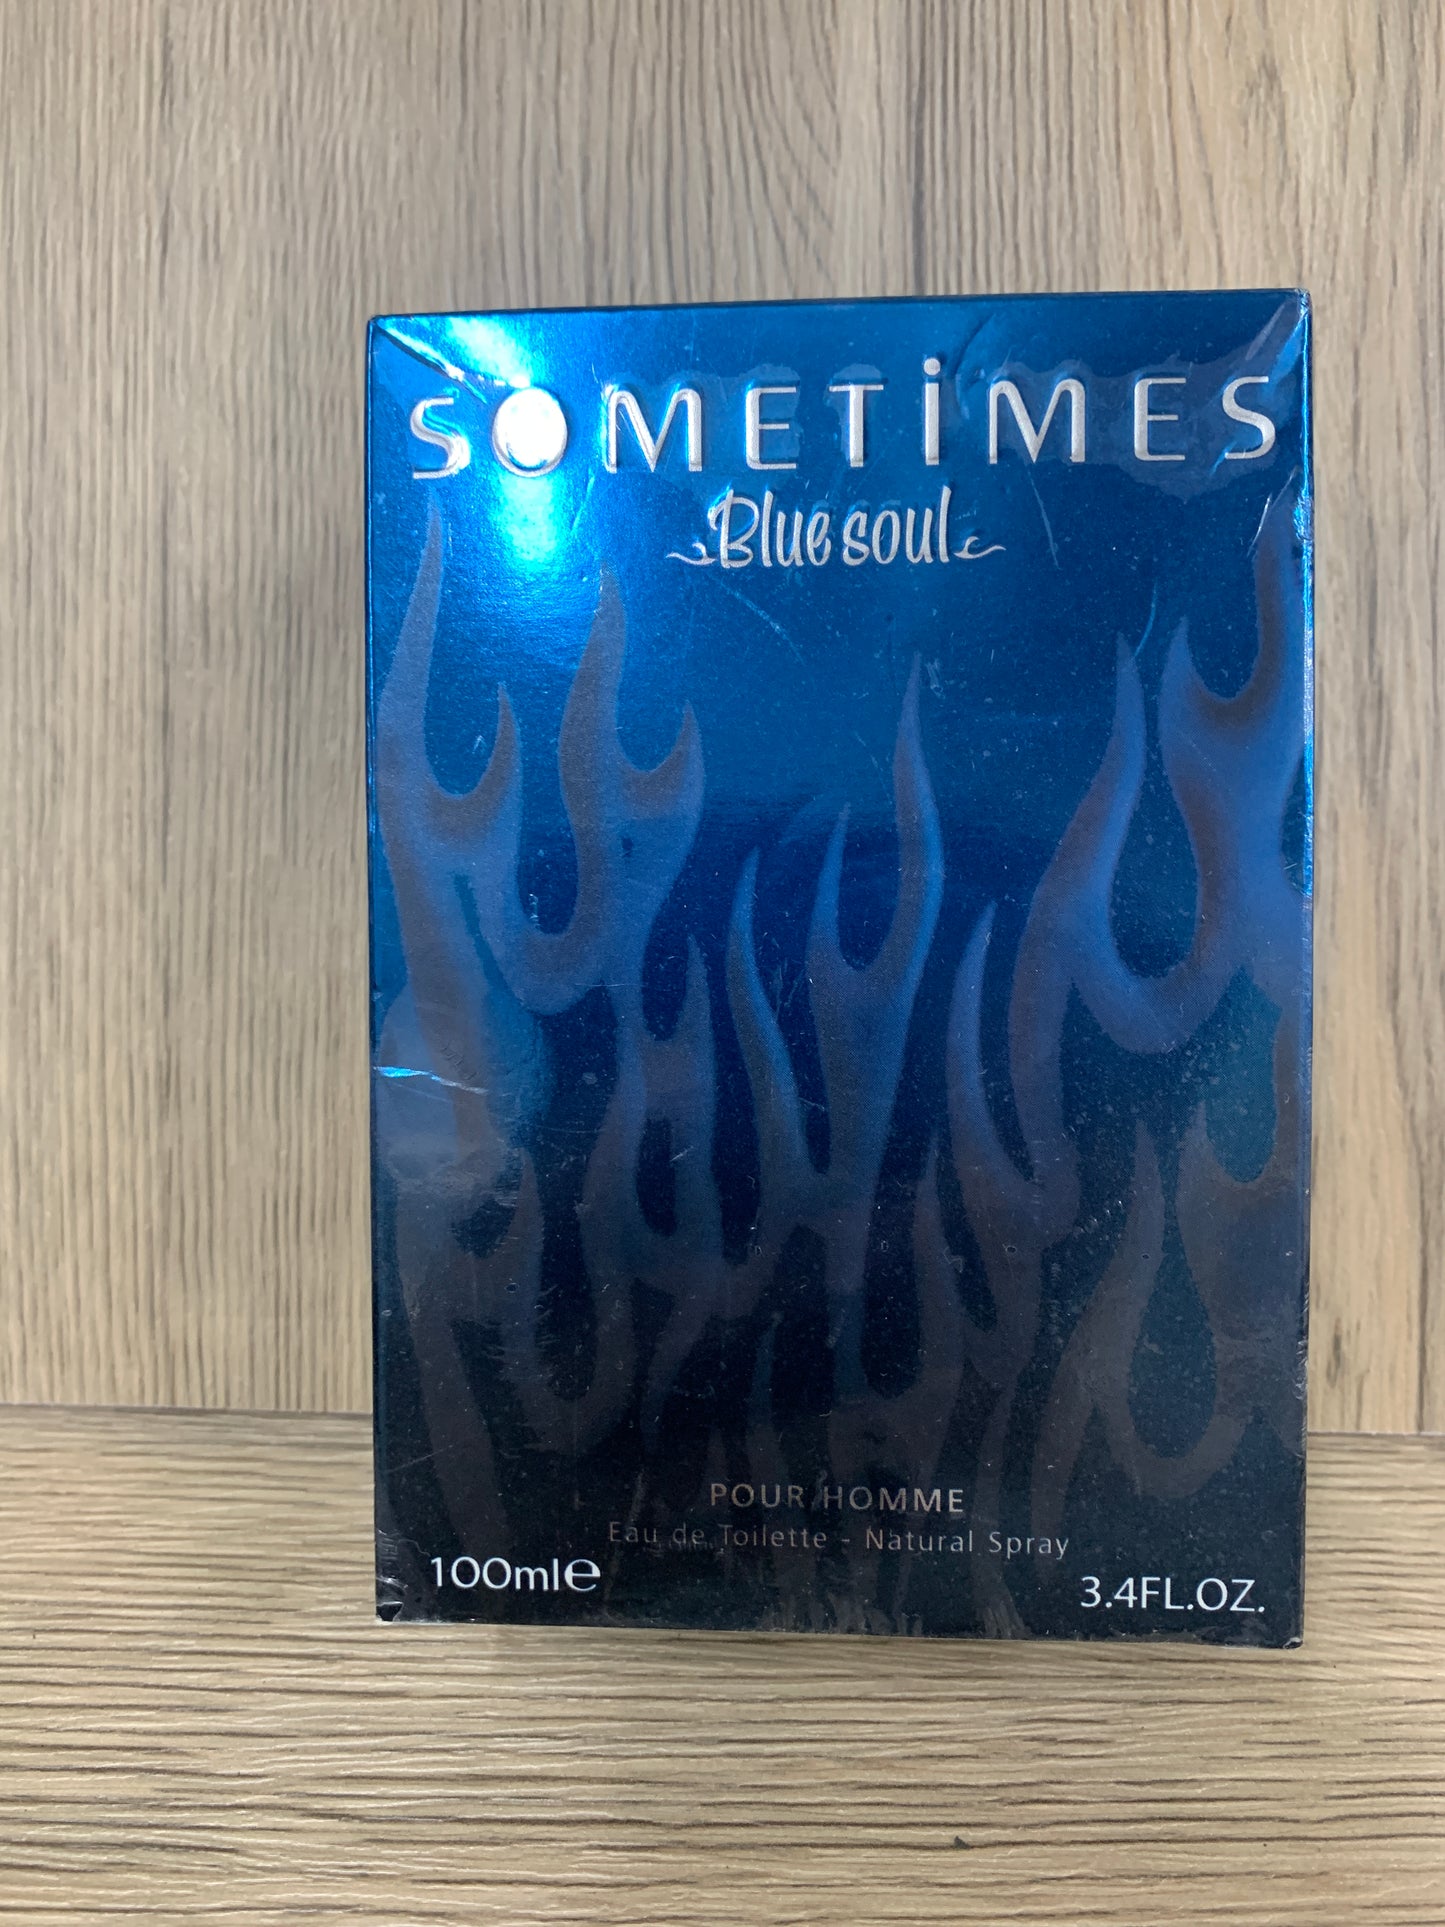 SOMETiMES
Blue soul
POUR HOMME
Eau de Toilette - Natural Spray
100ml℮
3.4FL.OZ.